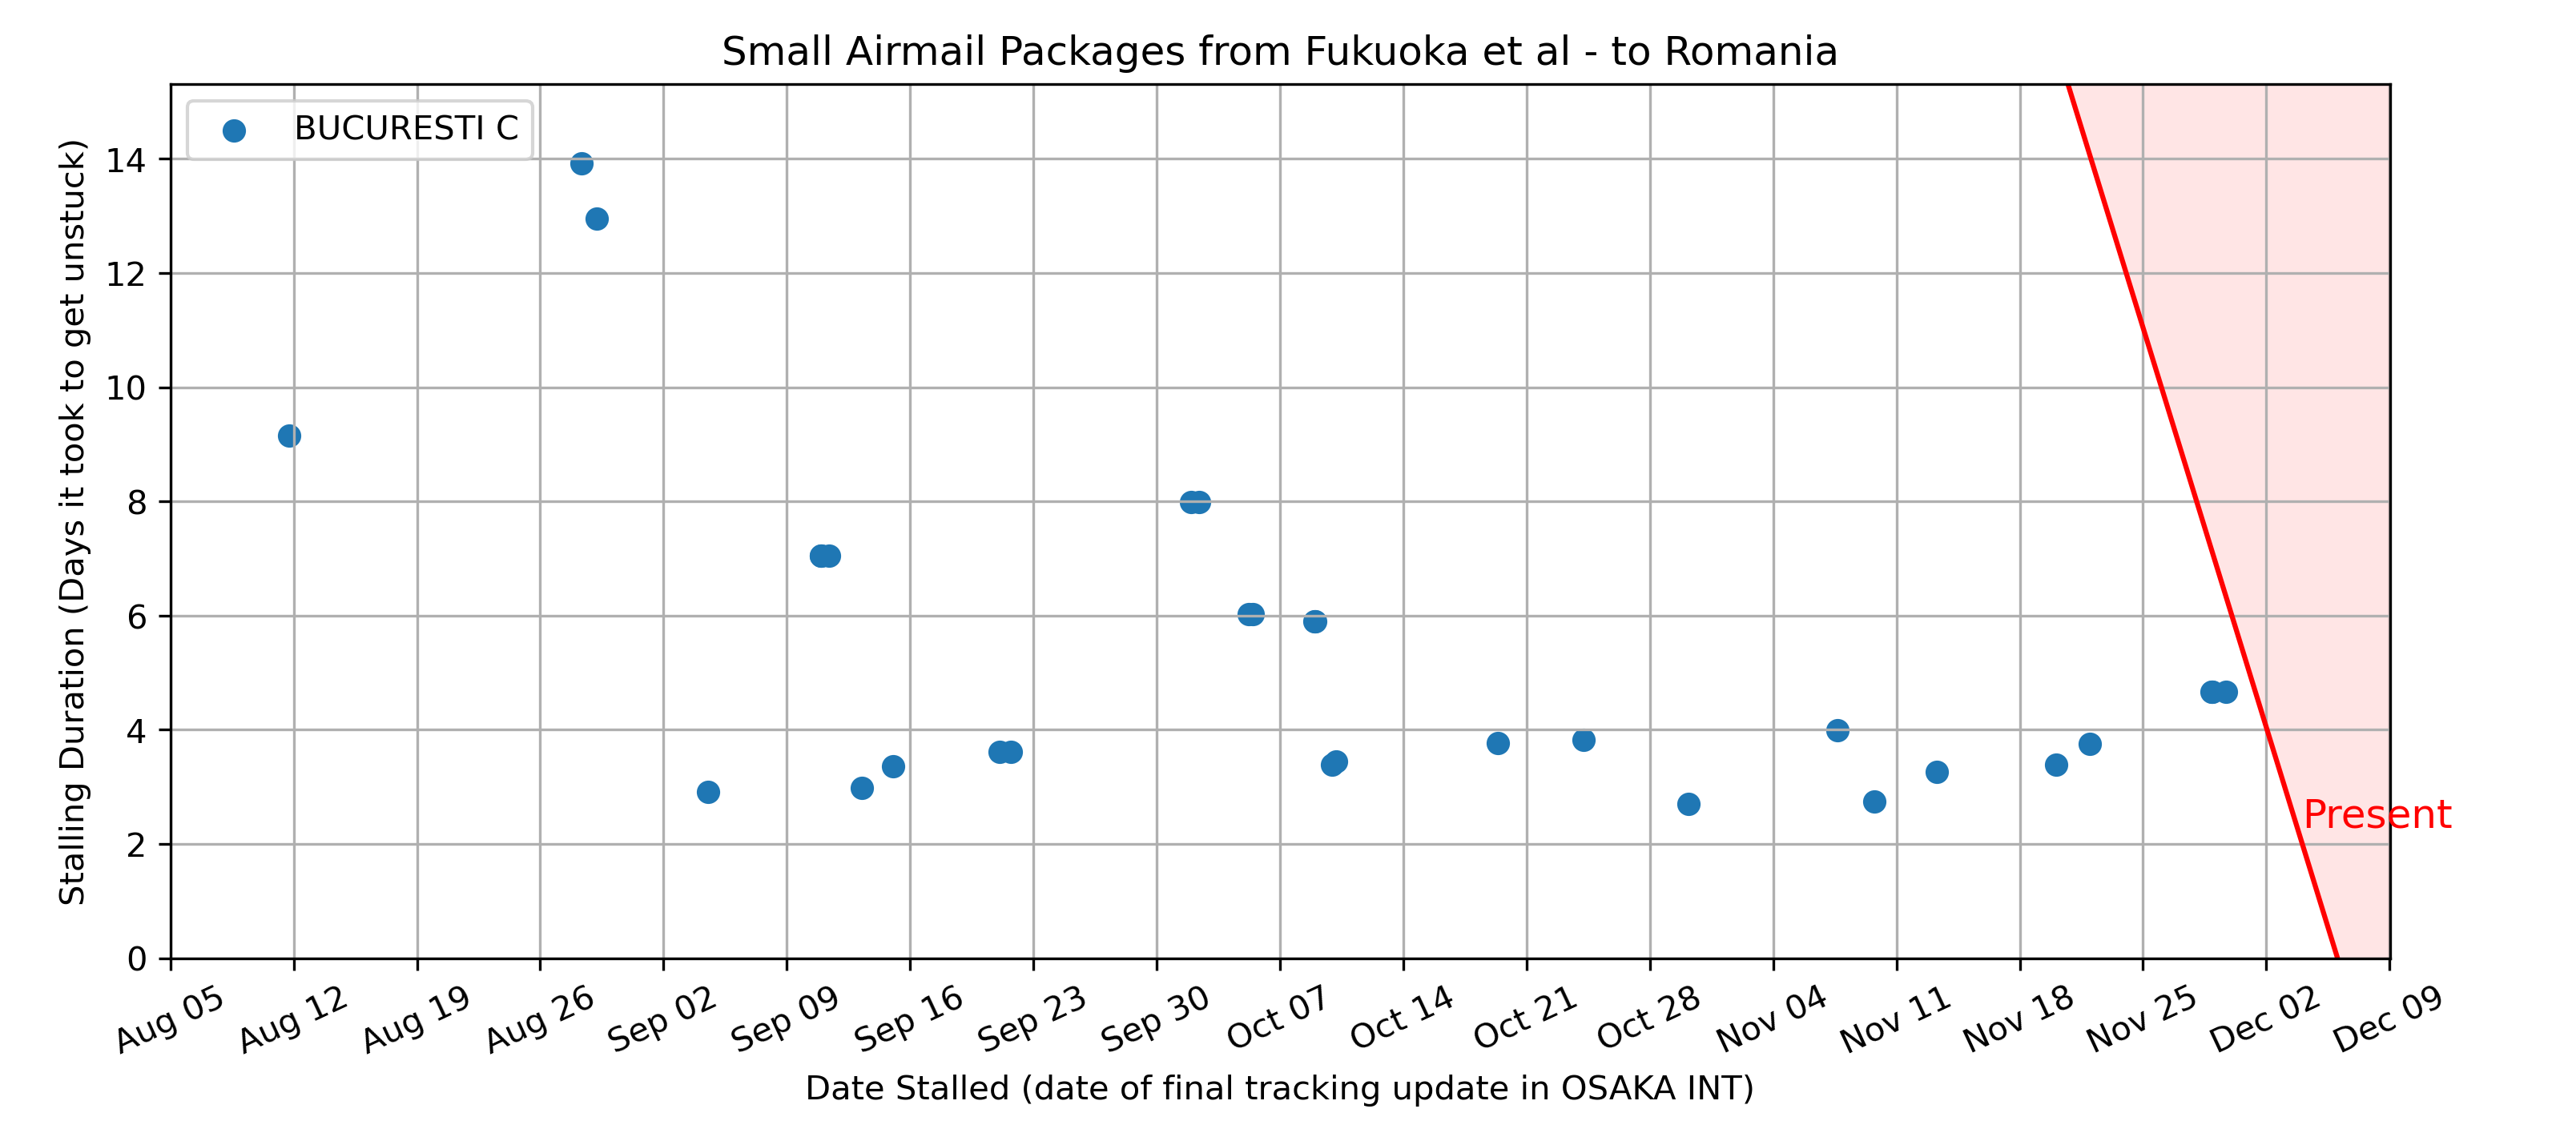 Small Airmail Packages from Fukuoka et al - to Romania
BUCURESTI C
Stalling Duration (Days it took to get unstuck)
14
12
10
8
6
4
2
0
Present
Aug 05
Aug 12
Aug 19
Aug 26
Sep 02
Sep 09
Sep 16
Sep 23
Sep 30
Oct 07
Oct 14
Oct 21
Oct 28
Nov 04
Nov 11
Nov 18
Nov 25
Dec 02
Dec 09
Date Stalled (date of final tracking update in OSAKA INT)